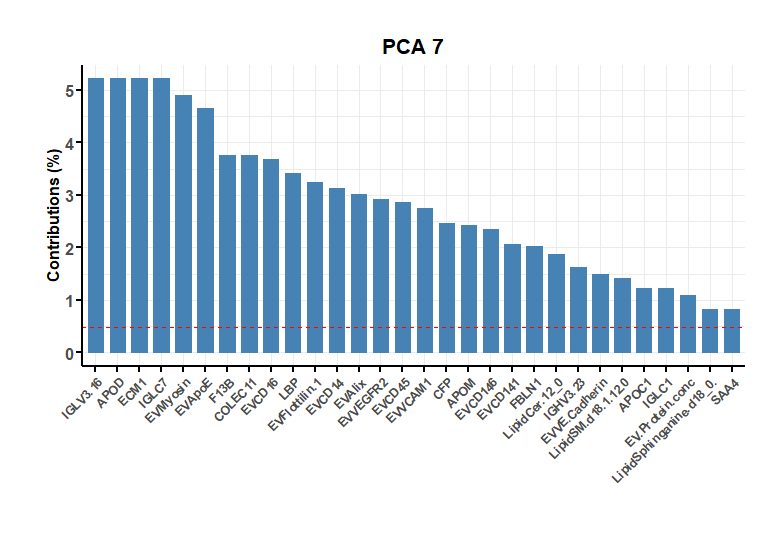 PCA 7
Contributions (%)
5
4
3
2
1
0
IGLV3.16
APOD
ECM1
IGLC7
EVMyosin
EVApoE
F13B
COLEC11
EVCD16
LBP
EVFlottilin.1
EVCD14
EVAlix
EVVEGFR2
EVCD45
EVVCAM1
CFP
APOM
EVCD146
EVCD141
FBLN1
LipidCer.12_0
IGHV3.23
EVVE.Cadherin
LipidSM.d18.1.12.0
APOC1
IGLC1
EV.Protein.conc
LipidSphinganine.d18_0.
SAA4